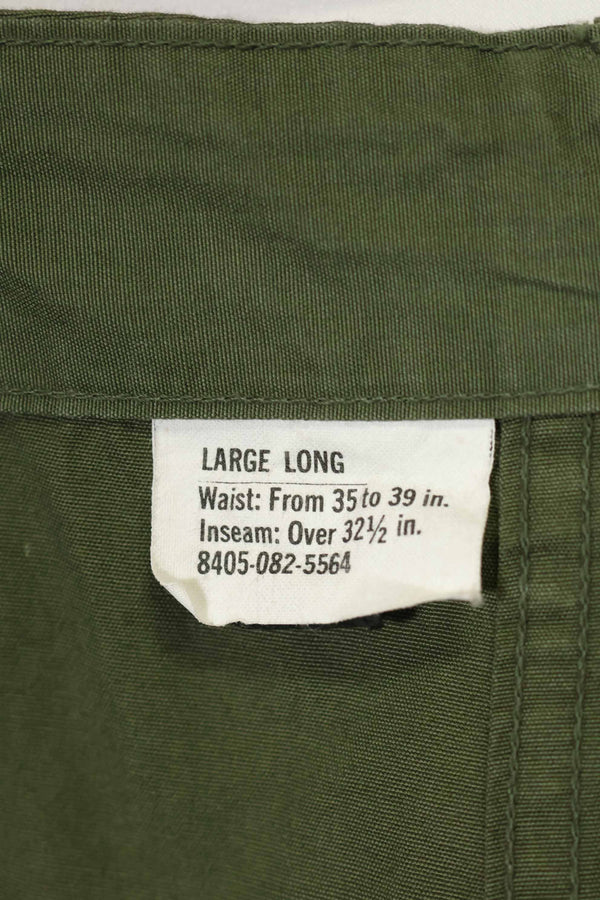 LARGE LONG
Waist: From 35 to 39 in.
Inseam: Over 32½ in.
8405-082-5564